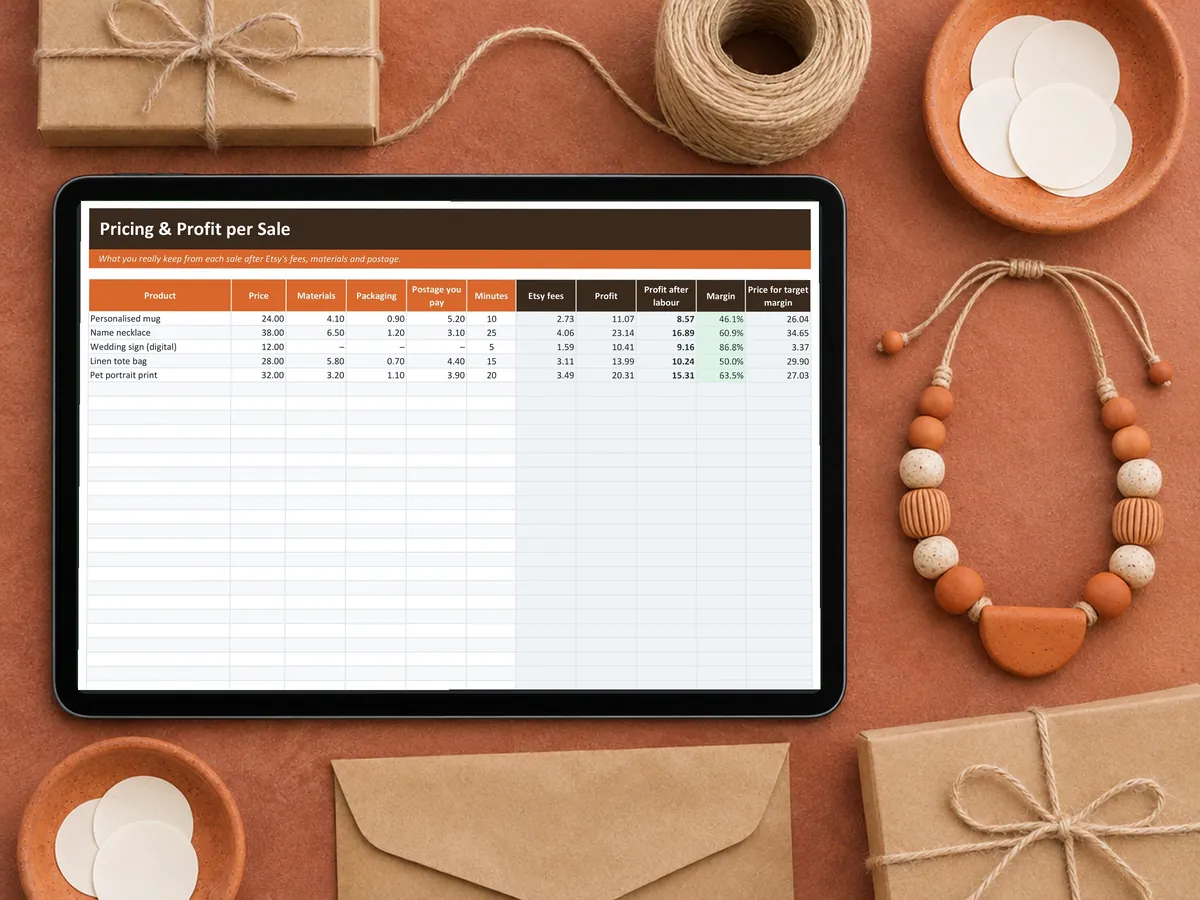 Pricing & Profit per Sale
What you really keep from each sale after Etsy's fees, materials and postage.
Product Price Materials Packaging Postage you pay Minutes Etsy fees Profit Profit after labour Margin Price for target margin
Personalised mug 24.00 4.10 0.90 5.20 10 2.73 11.07 8.57 46.1% 26.04
Name necklace 38.00 6.50 1.20 3.10 25 4.06 23.14 16.89 60.9% 34.65
Wedding sign (digital) 12.00 – – – 5 1.59 10.41 9.16 86.8% 3.37
Linen tote bag 28.00 5.80 0.70 4.40 15 3.11 13.99 10.24 50.0% 29.90
Pet portrait print 32.00 3.20 1.10 3.90 20 3.49 20.31 15.31 63.5% 27.03